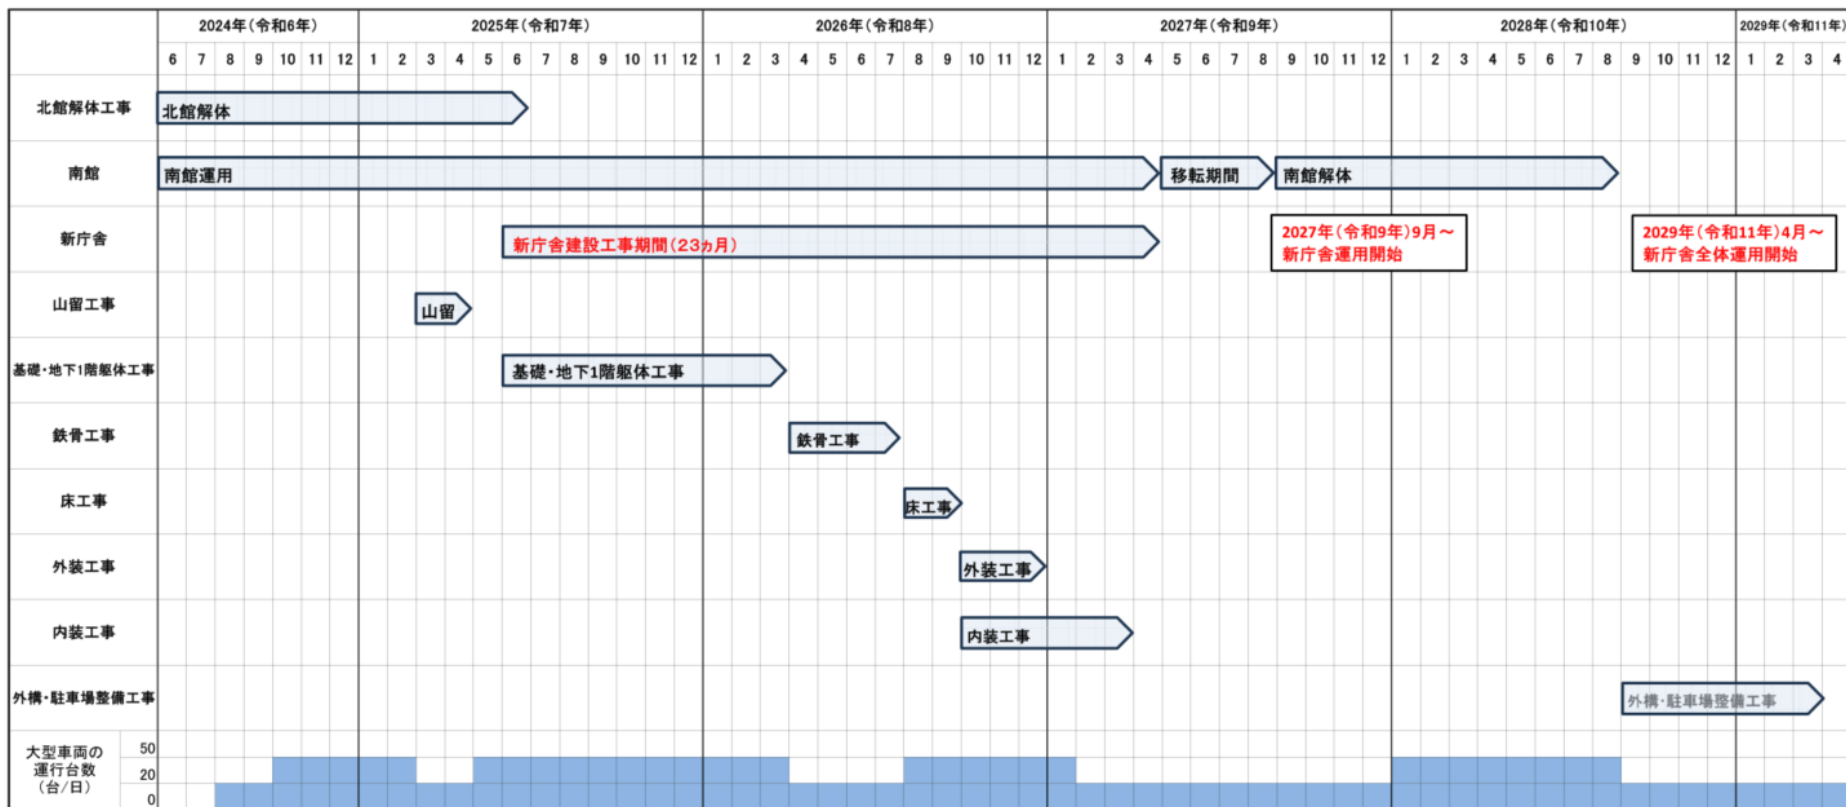 2024年(令和6年) 2025年(令和7年) 2026年(令和8年) 2027年(令和9年) 2028年(令和10年) 2029年(令和11年)
6 7 8 9 10 11 12 1 2 3 4 5 6 7 8 9 10 11 12 1 2 3 4 5 6 7 8 9 10 11 12 1 2 3 4 5 6 7 8 9 10 11 12 1 2 3 4 5 6 7 8 9 10 11 12 1 2 3 4
北館解体工事 北館解体
南館 南館運用 移転期間 南館解体
新庁舎 新庁舎建設工事期間(23ヵ月)
2027年(令和9年)9月～
新庁舎運用開始
2029年(令和11年)4月～
新庁舎全体運用開始
山留工事 山留
基礎・地下1階躯体工事 基礎・地下1階躯体工事
鉄骨工事 鉄骨工事
床工事 床工事
外装工事 外装工事
内装工事 内装工事
外構・駐車場整備工事 外構・駐車場整備工事
大型車両の
運行台数
(台/日)
50
20
0